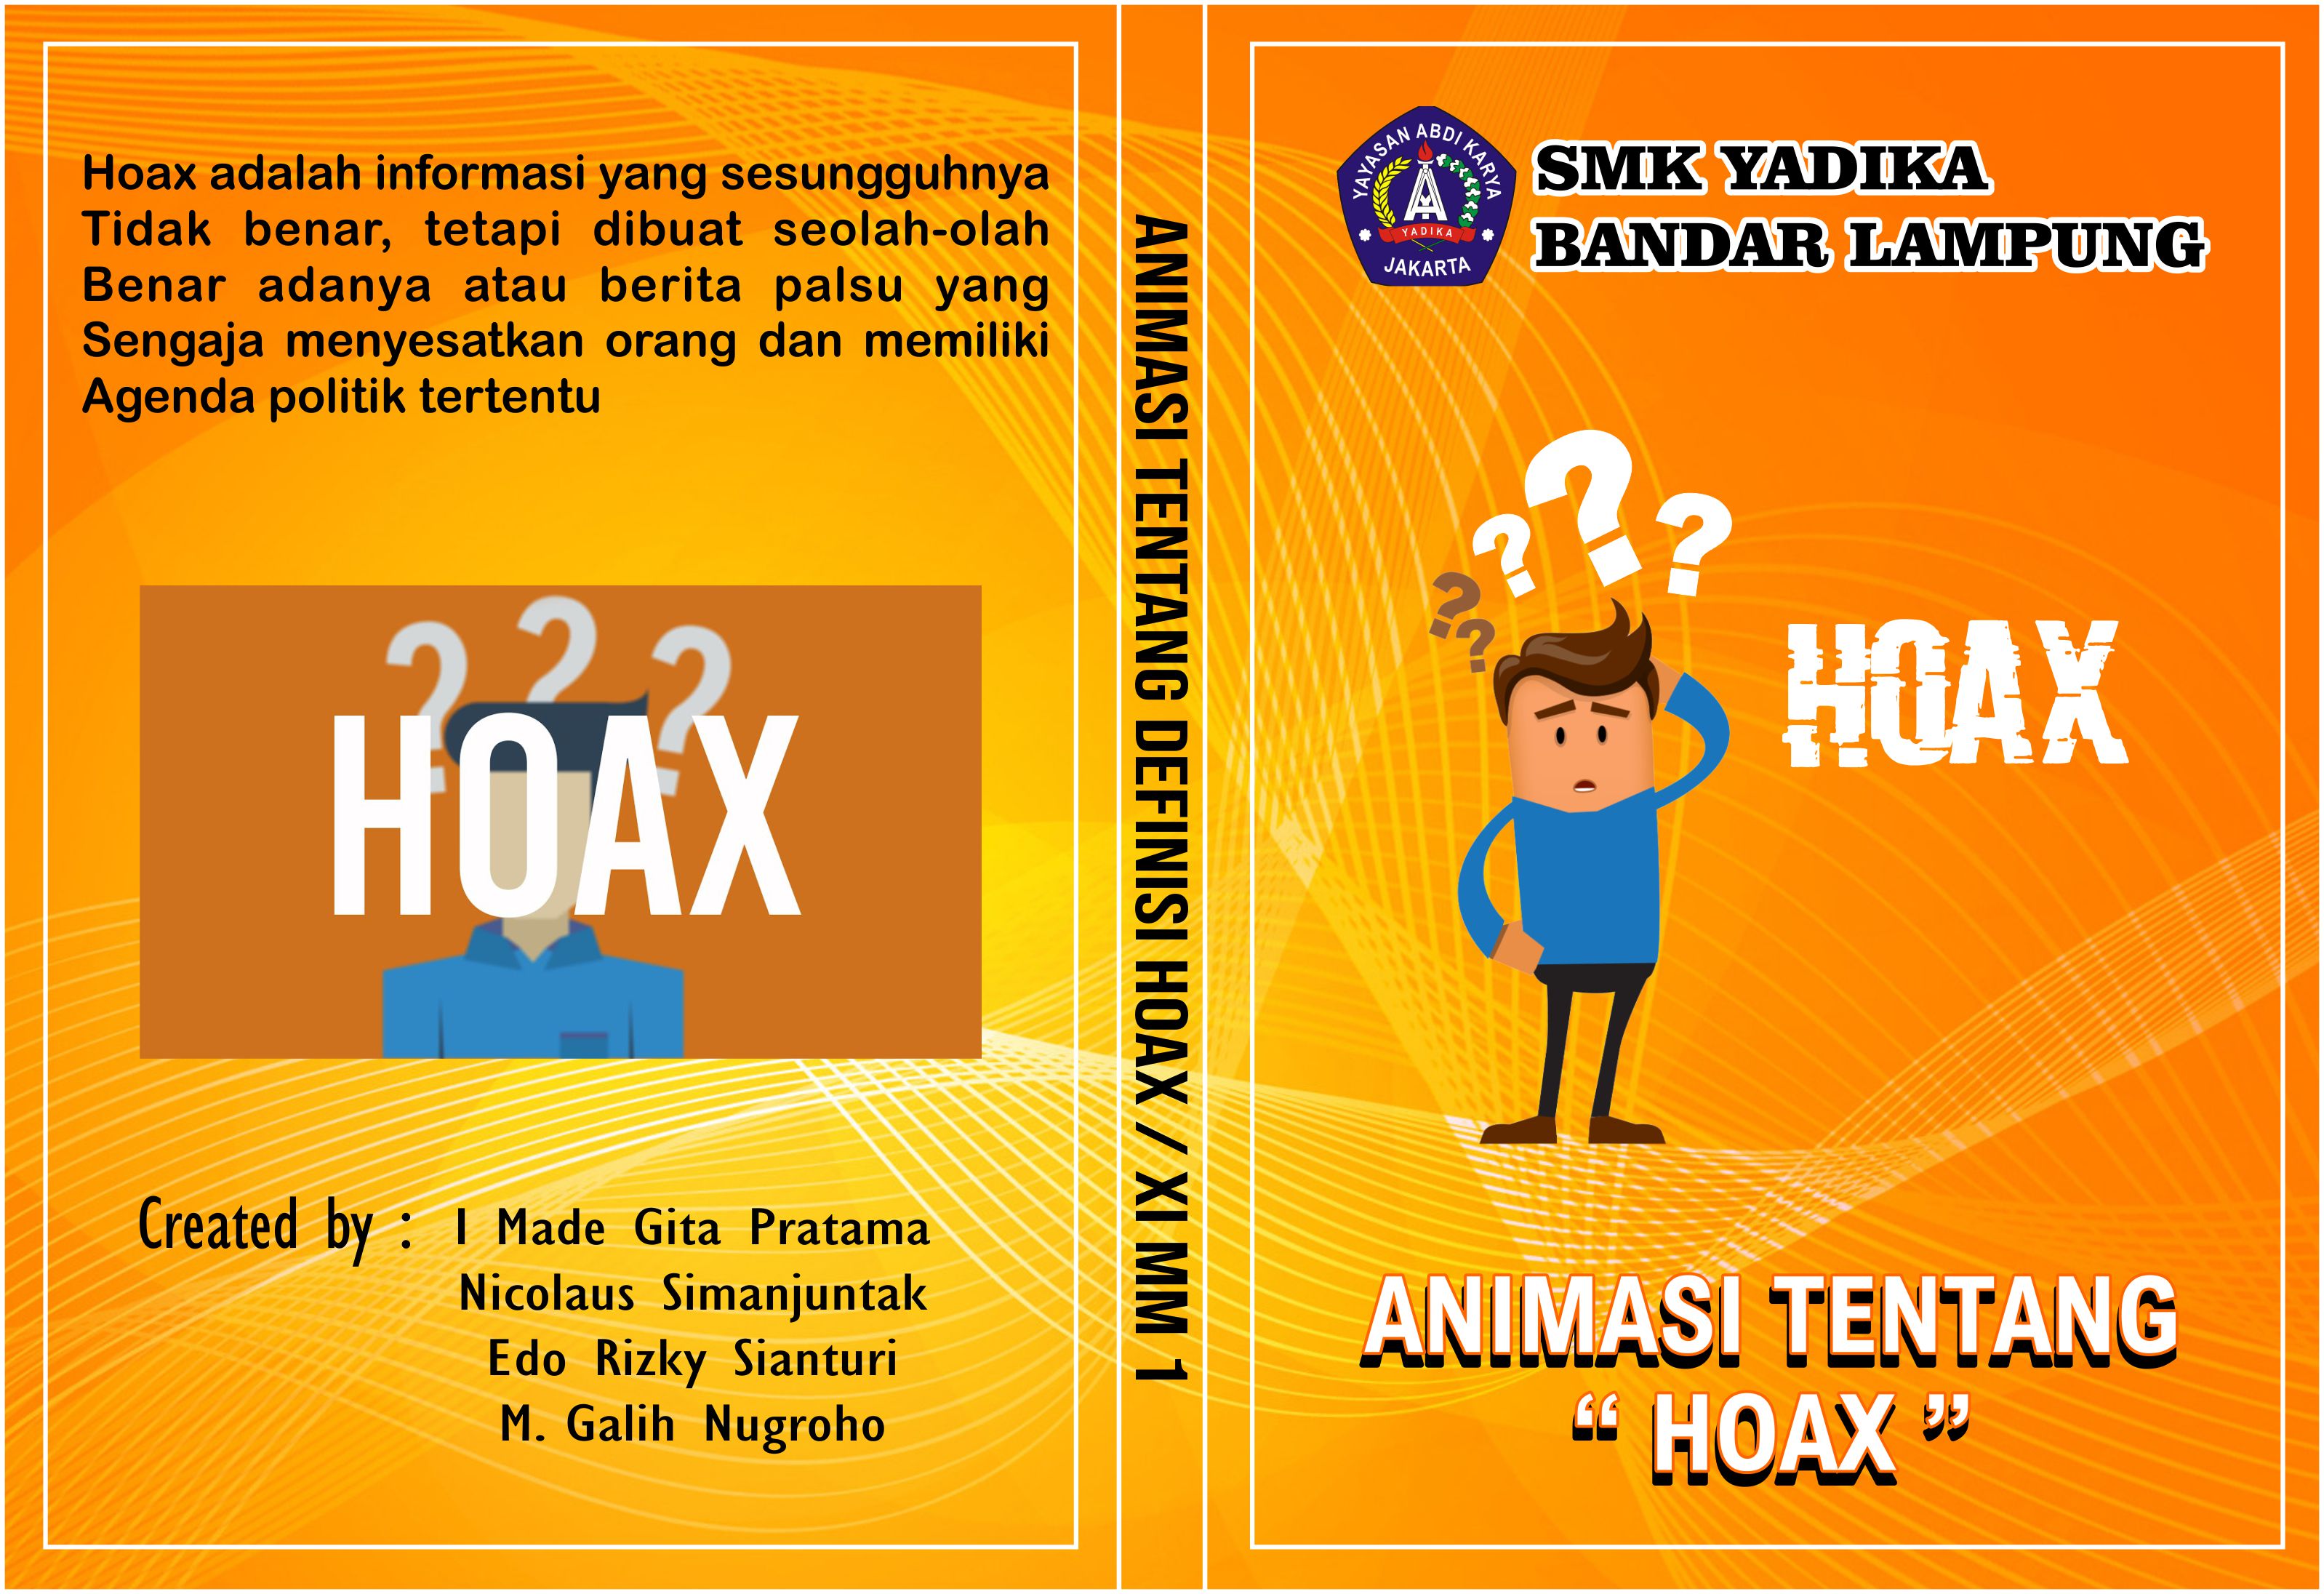 Hoax adalah informasi yang sesungguhnya
Tidak benar, tetapi dibuat seolah-olah
Benar adanya atau berita palsu yang
Sengaja menyesatkan orang dan memiliki
Agenda politik tertentu
? ? ?
HOAX
Created by : I Made Gita Pratama
Nicolaus Simanjuntak
Edo Rizky Sianturi
M. Galih Nugroho
ANIMASI TENTANG DEFINISI HOAX / XI MM 1
YAYASAN ABDI KARYA
YADIKA
JAKARTA
SMK YADIKA
BANDAR LAMPUNG
? ? ? ? ?
HOAX
ANIMASI TENTANG
“ HOAX ”